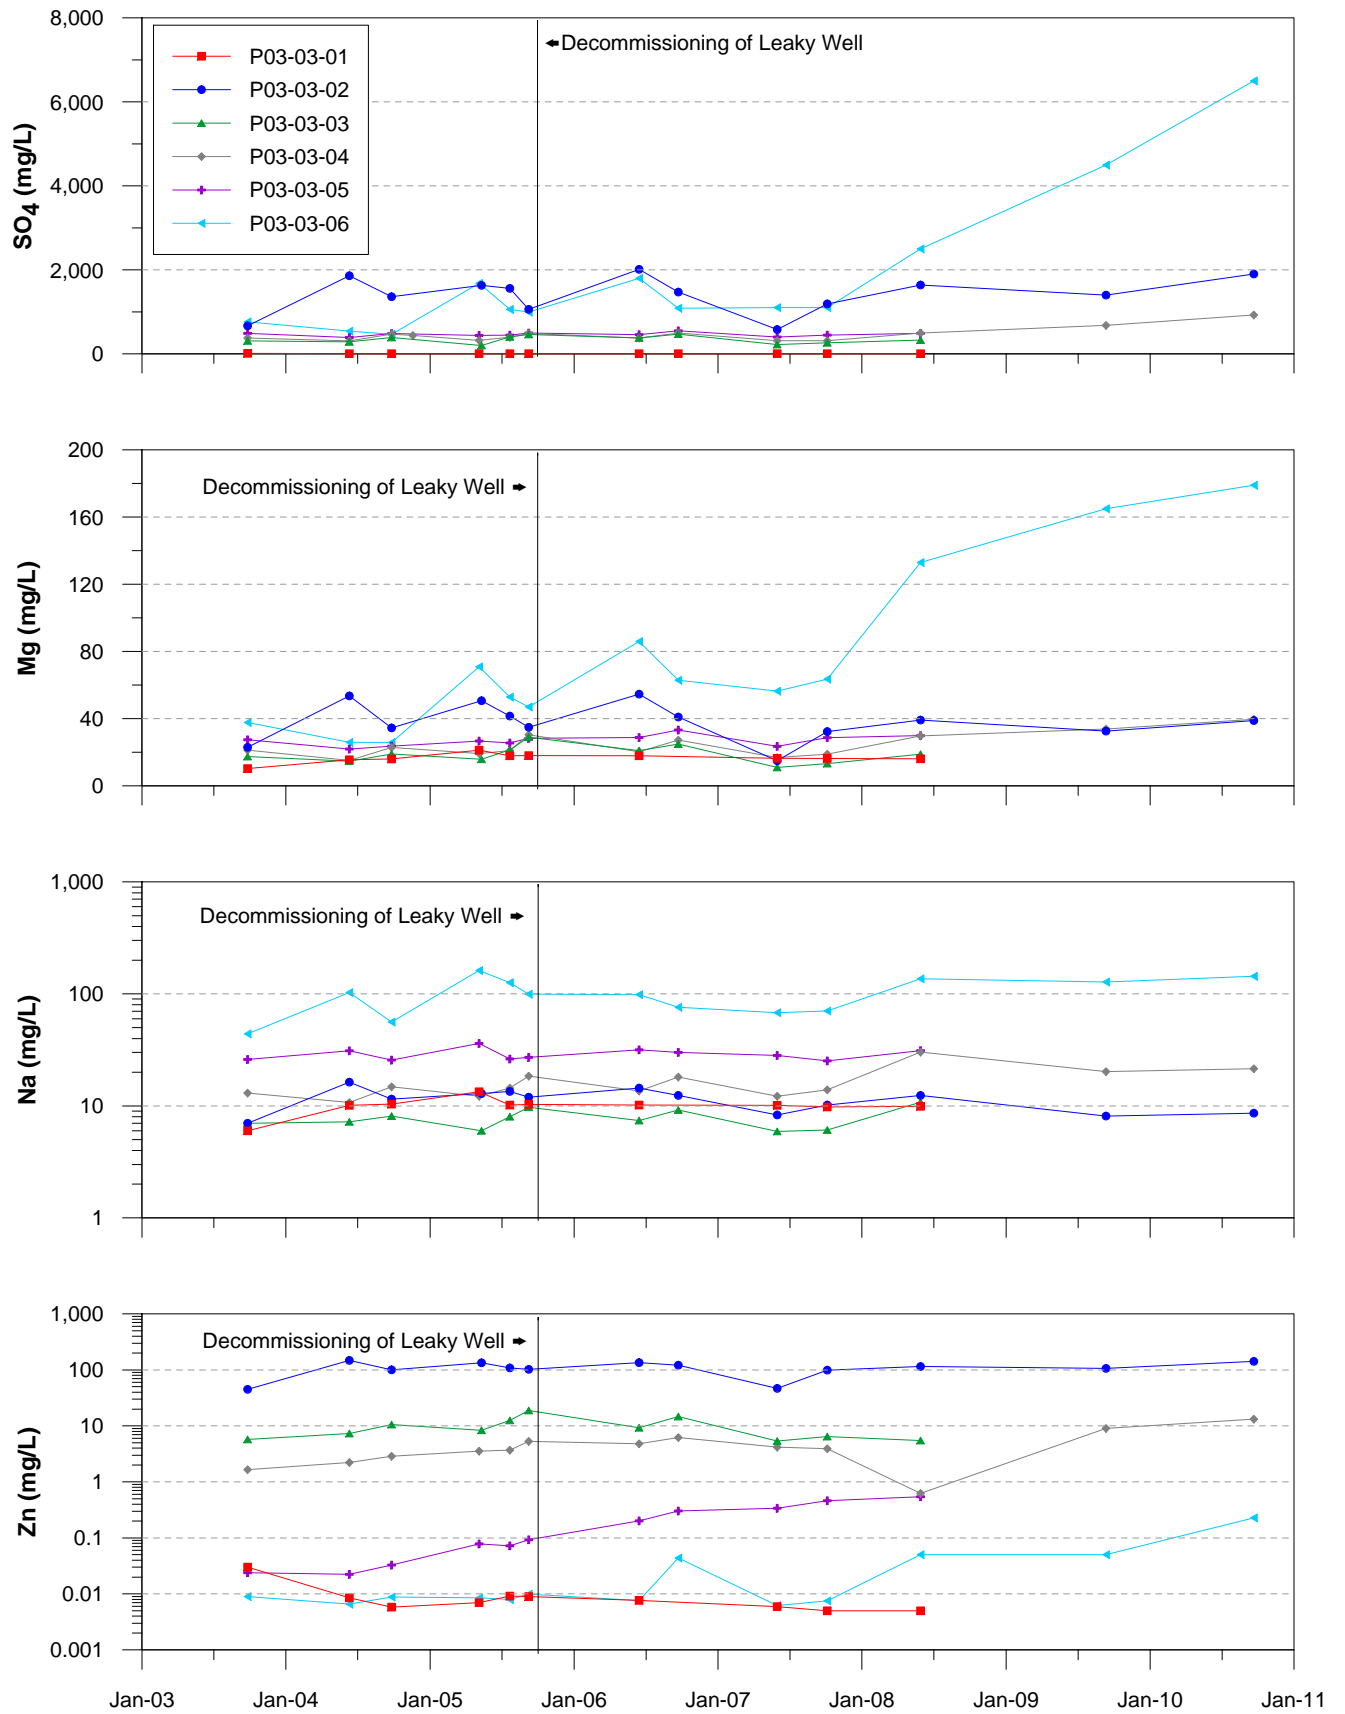 8,000
6,000
4,000
2,000
0
SO4 (mg/L)
P03-03-01
P03-03-02
P03-03-03
P03-03-04
P03-03-05
P03-03-06
Decommissioning of Leaky Well
200
160
120
80
40
0
Mg (mg/L)
Decommissioning of Leaky Well
1,000
100
10
1
Na (mg/L)
Decommissioning of Leaky Well
1,000
100
10
1
0.1
0.01
0.001
Zn (mg/L)
Decommissioning of Leaky Well
Jan-03 Jan-04 Jan-05 Jan-06 Jan-07 Jan-08 Jan-09 Jan-10 Jan-11